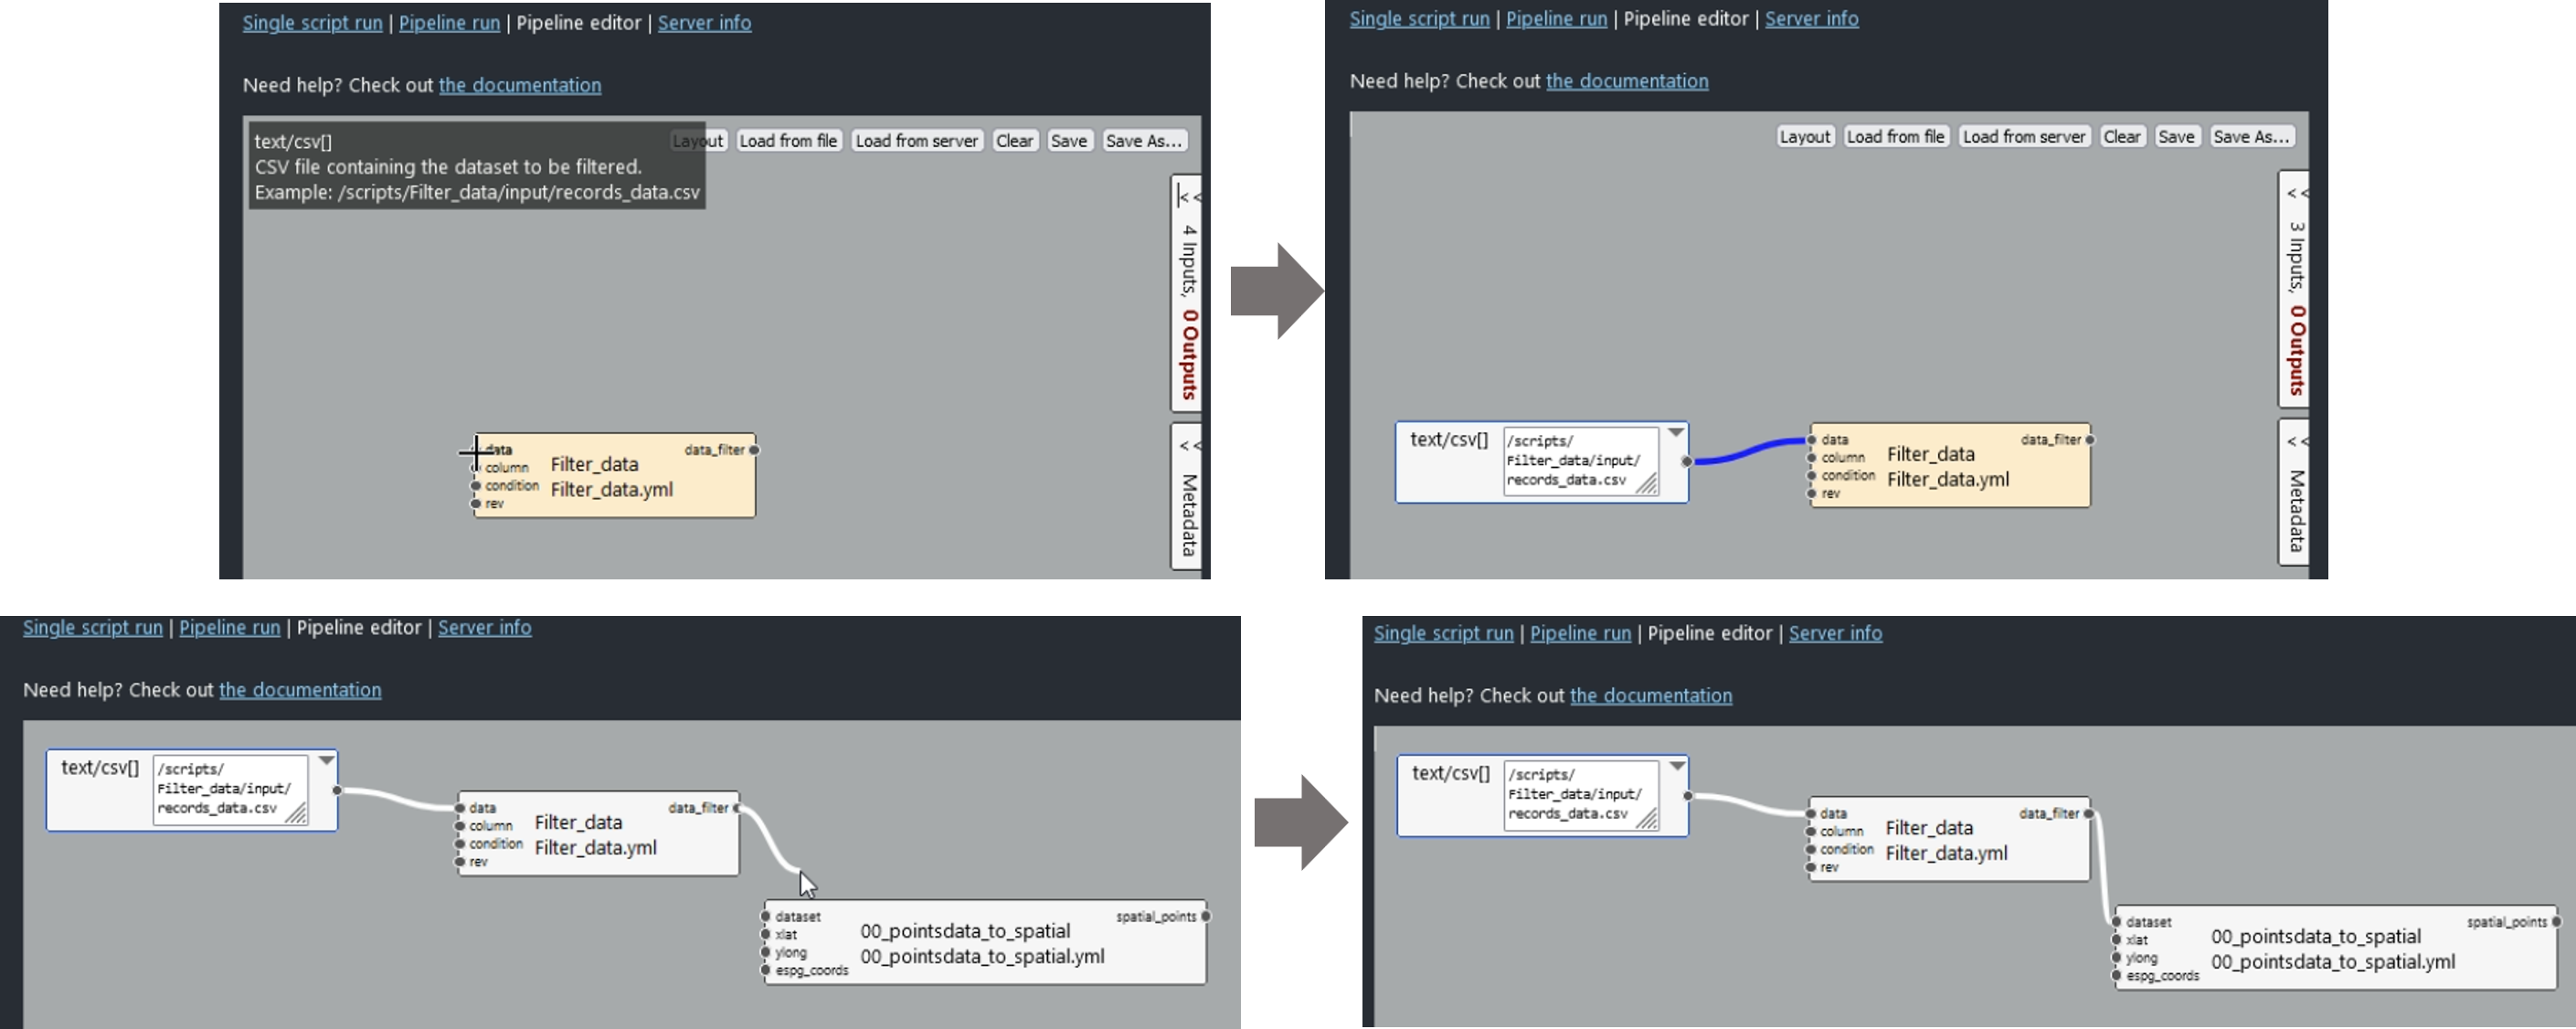 Single script run | Pipeline run | Pipeline editor | Server info
Need help? Check out the documentation
text/csv[]
CSV file containing the dataset to be filtered.
Example: /scripts/Filter_data/input/records_data.csv
Layout Load from file Load from server Clear Save Save As...
<< 4 Inputs, 0 Outputs
<< Metadata
data
column
condition
rev
Filter_data
Filter_data.yml
data_filter
Single script run | Pipeline run | Pipeline editor | Server info
Need help? Check out the documentation
Layout Load from file Load from server Clear Save Save As...
<< 3 Inputs, 0 Outputs
<< Metadata
text/csv[]
/scripts/
Filter_data/input/
records_data.csv
data
column
condition
rev
Filter_data
Filter_data.yml
data_filter
Single script run | Pipeline run | Pipeline editor | Server info
Need help? Check out the documentation
text/csv[]
/scripts/
Filter_data/input/
records_data.csv
data
column
condition
rev
Filter_data
Filter_data.yml
data_filter
dataset
xlat
ylong
espg_coords
00_pointsdata_to_spatial
00_pointsdata_to_spatial.yml
spatial_points
Single script run | Pipeline run | Pipeline editor | Server info
Need help? Check out the documentation
text/csv[]
/scripts/
Filter_data/input/
records_data.csv
data
column
condition
rev
Filter_data
Filter_data.yml
data_filter
dataset
xlat
ylong
espg_coords
00_pointsdata_to_spatial
00_pointsdata_to_spatial.yml
spatial_points